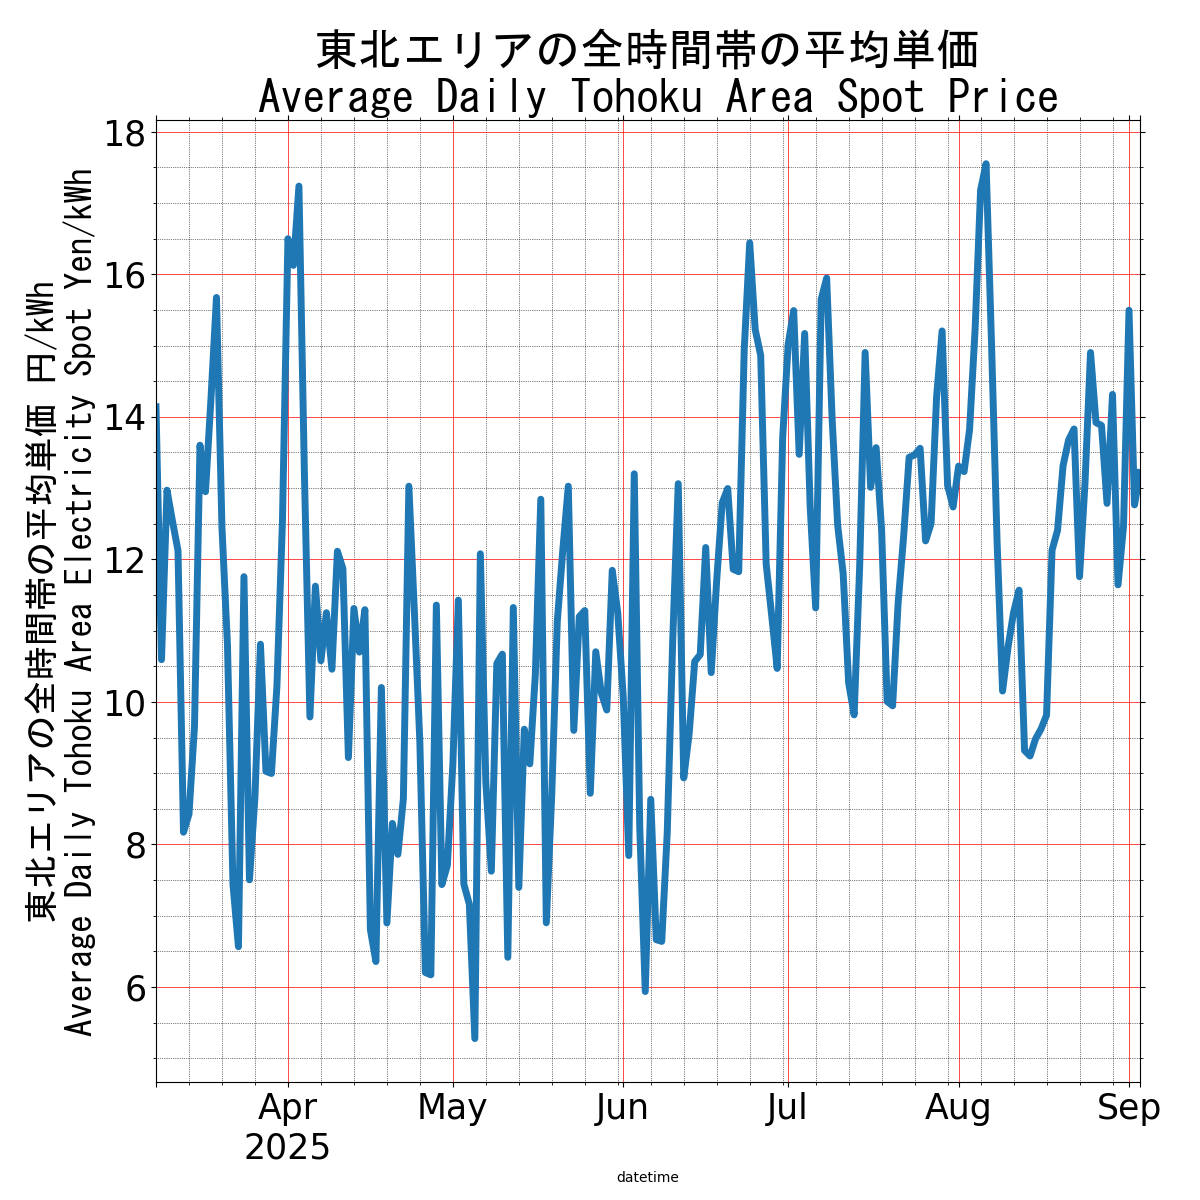 東北エリアの全時間帯の平均単価
Average Daily Tohoku Area Spot Price
東北エリアの全時間帯の平均単価 円/kWh
Average Daily Tohoku Area Electricity Spot Yen/kWh
18
16
14
12
10
8
6
Apr
2025
May
Jun
Jul
Aug
Sep
datetime